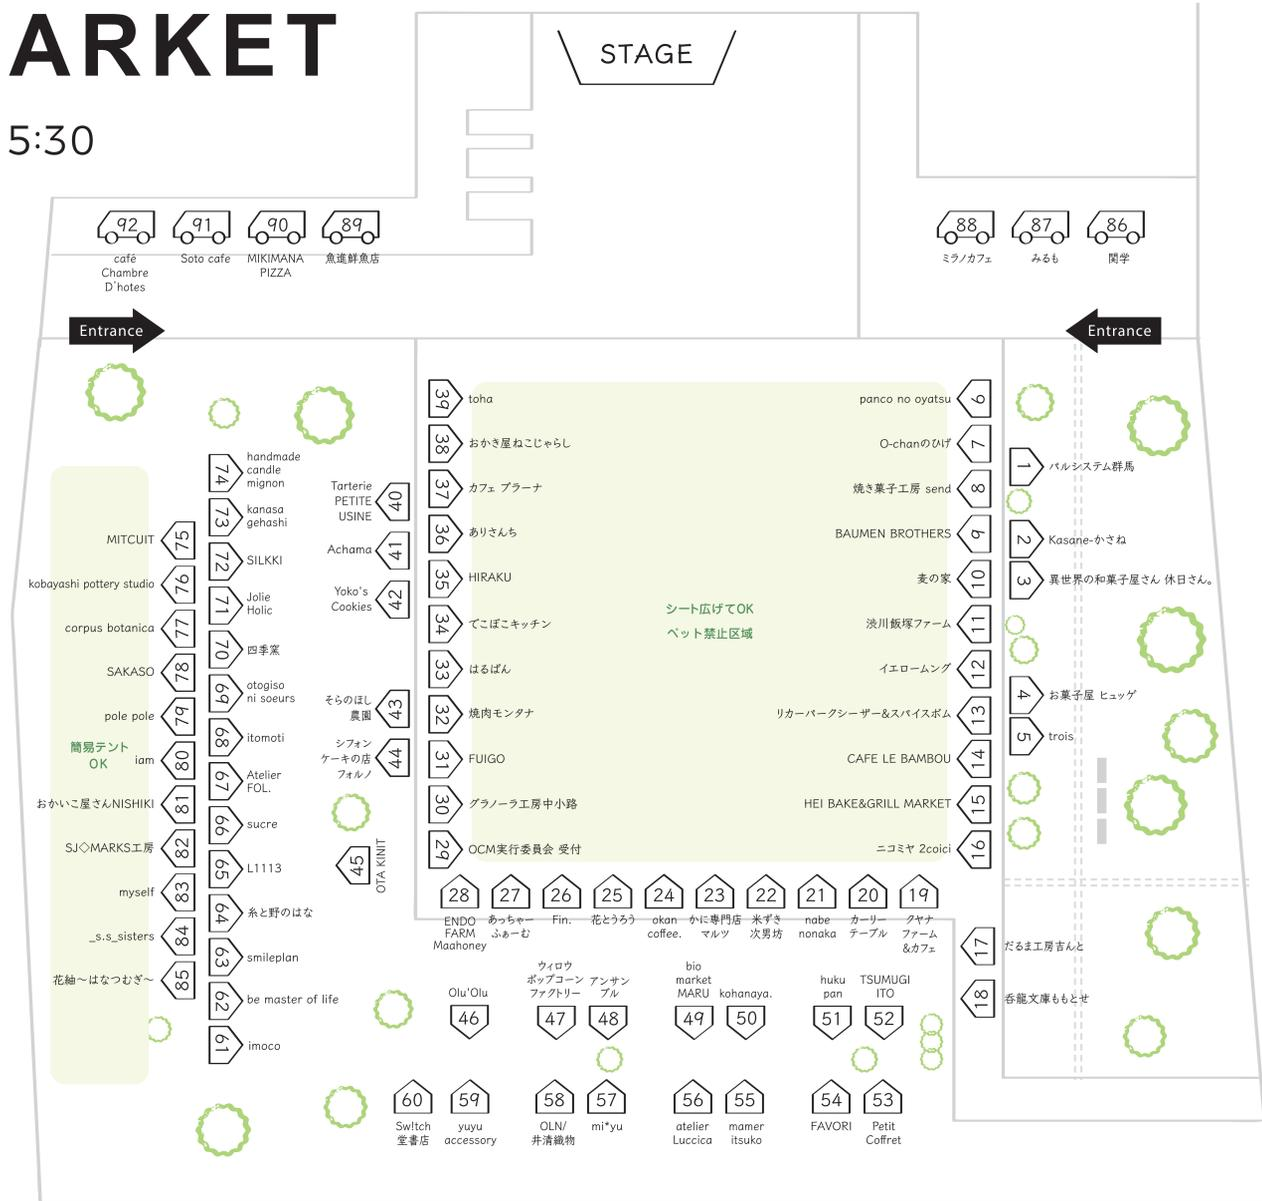 ARKET
5:30
STAGE
92
café
Chambre
D'hotes
91
Soto cafe
90
MIKIMANA
PIZZA
89
魚進鮮魚店
88
ミラノカフェ
87
みるも
86
関学
Entrance
Entrance
39
toha
38
おかき屋ねこじゃらし
37
カフェ プラーナ
36
ありさんち
35
HIRAKU
34
でこぼこキッチン
33
はるぱん
32
焼肉モンタナ
31
FUIGO
30
グラノーラ工房中小路
29
OCM実行委員会 受付
panco no oyatsu
6
O-chanのひげ
7
焼き菓子工房 send
8
BAUMEN BROTHERS
9
麦の家
10
渋川飯塚ファーム
11
イエロームング
12
リカーパークシーザー&スパイスボム
13
CAFE LE BAMBOU
14
HEI BAKE&GRILL MARKET
15
ニコミヤ 2coici
16
シート広げてOK
ペット禁止区域
1
パルシステム群馬
2
Kasane-かさね
3
異世界の和菓子屋さん 休日さん。
4
お菓子屋 ヒュッゲ
5
trois
17
だるま工房吉んと
18
呑龍文庫ももとせ
74
handmade
candle
mignon
73
kanasa
gehashi
72
SILKKI
71
Jolie
Holic
70
四季窯
69
otogiso
ni soeurs
68
itomoti
67
Atelier
FOL.
66
sucre
65
L1113
64
糸と野のはな
63
smileplan
62
be master of life
61
imoco
MITCUIT
75
kobayashi pottery studio
76
corpus botanica
77
SAKASO
78
pole pole
79
簡易テント
OK
iam
80
おかいこ屋さんNISHIKI
81
SJ◇MARKS工房
82
myself
83
_s.s_sisters
84
花紬～はなつむぎ～
85
Tarterie
PETITE
USINE
40
Achama
41
Yoko's
Cookies
42
そらのほし
農園
43
シフォン
ケーキの店
フォルノ
44
45
OTA KINIT
28
ENDO
FARM
Maahoney
27
あっちゃー
ふぁーむ
26
Fin.
25
花とうろう
24
okan
coffee.
23
かに専門店
マルツ
22
米ずき
次男坊
21
nabe
nonaka
20
カーリー
テーブル
19
クヤナ
ファーム
&カフェ
Olu'Olu
46
ウィロウ
ポップコーン
ファクトリー
47
アンサン
ブル
48
bio
market
MARU
49
kohanaya.
50
huku
pan
51
TSUMUGI
ITO
52
60
Sw!tch
堂書店
59
yuyu
accessory
58
OLN/
井清織物
57
mi*yu
56
atelier
Luccica
55
mamer
itsuko
54
FAVORI
53
Petit
Coffret